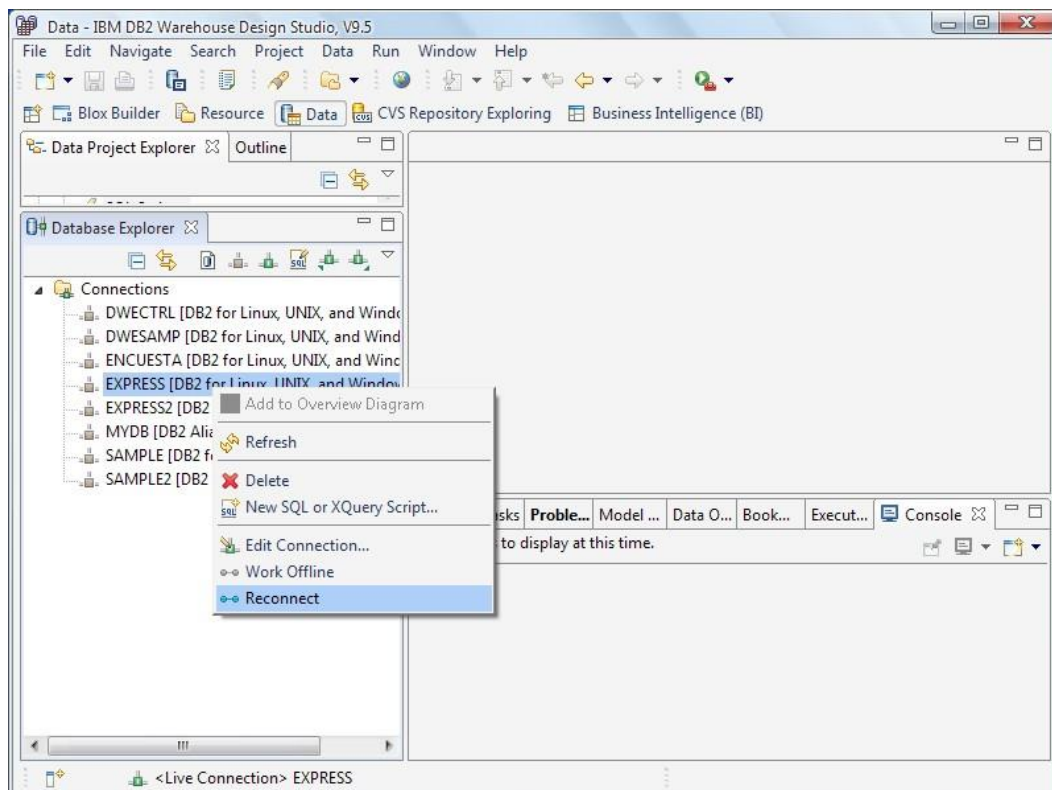 Data - IBM DB2 Warehouse Design Studio, V9.5
File Edit Navigate Search Project Data Run Window Help
Blox Builder Resource Data CVS Repository Exploring Business Intelligence (BI)
Data Project Explorer Outline
Database Explorer
Connections
DWECTRL [DB2 for Linux, UNIX, and Windo
DWESAMP [DB2 for Linux, UNIX, and Wind
ENCUESTA [DB2 for Linux, UNIX, and Winc
EXPRESS [DB2 for Linux, UNIX, and Window
EXPRESS2 [DB2
MYDB [DB2 Alia
SAMPLE [DB2 f
SAMPLE2 [DB2
Add to Overview Diagram
Refresh
Delete
New SQL or XQuery Script...
Edit Connection...
Work Offline
Reconnect
asks Proble... Model ... Data O... Book... Execut... Console
to display at this time.
<Live Connection> EXPRESS